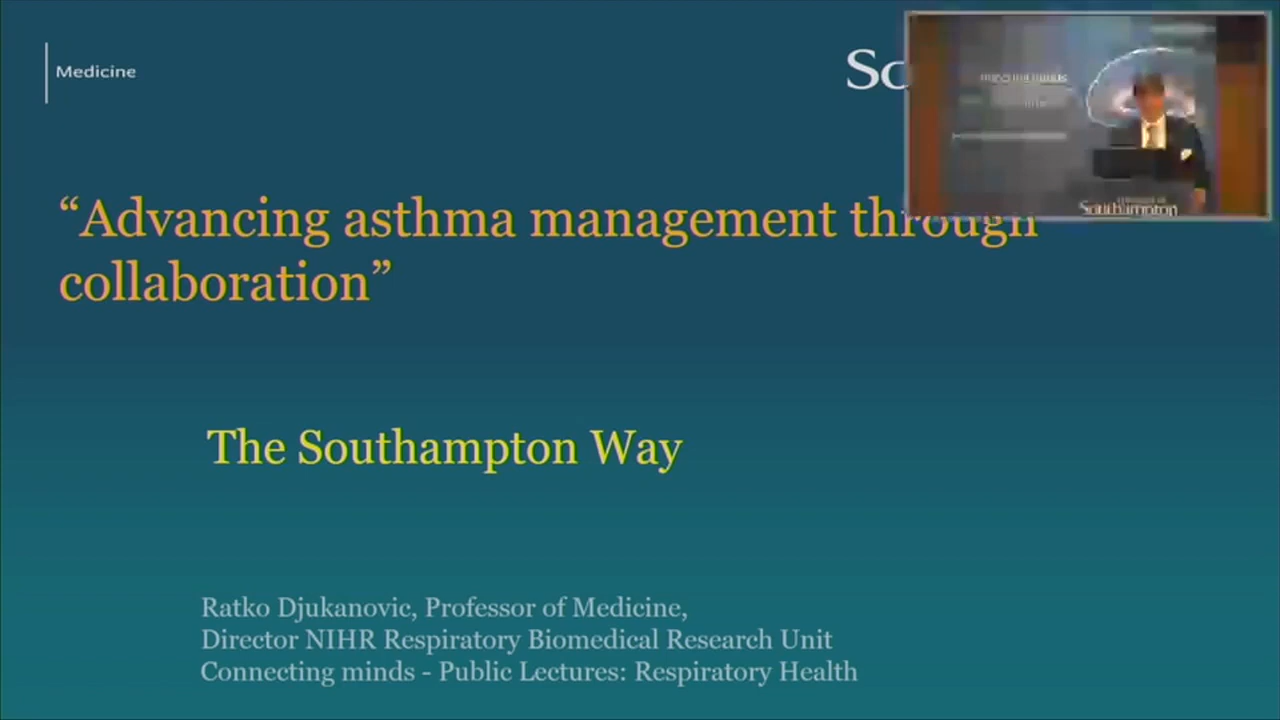 Medicine
So
“Advancing asthma management through
collaboration”
The Southampton Way
Southampton
Ratko Djukanovic, Professor of Medicine,
Director NIHR Respiratory Biomedical Research Unit
Connecting minds - Public Lectures: Respiratory Health